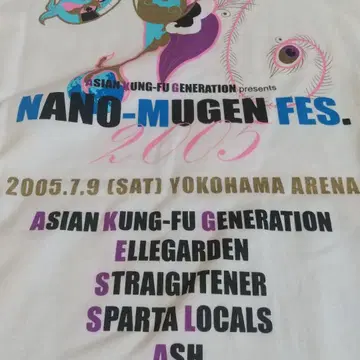 ASIAN KUNG-FU GENERATION presents
NANO-MUGEN FES.
2005
2005.7.9 (SAT) YOKOHAMA ARENA
ASIAN KUNG-FU GENERATION
ELLEGARDEN
STRAIGHTENER
SPARTA LOCALS
ASH